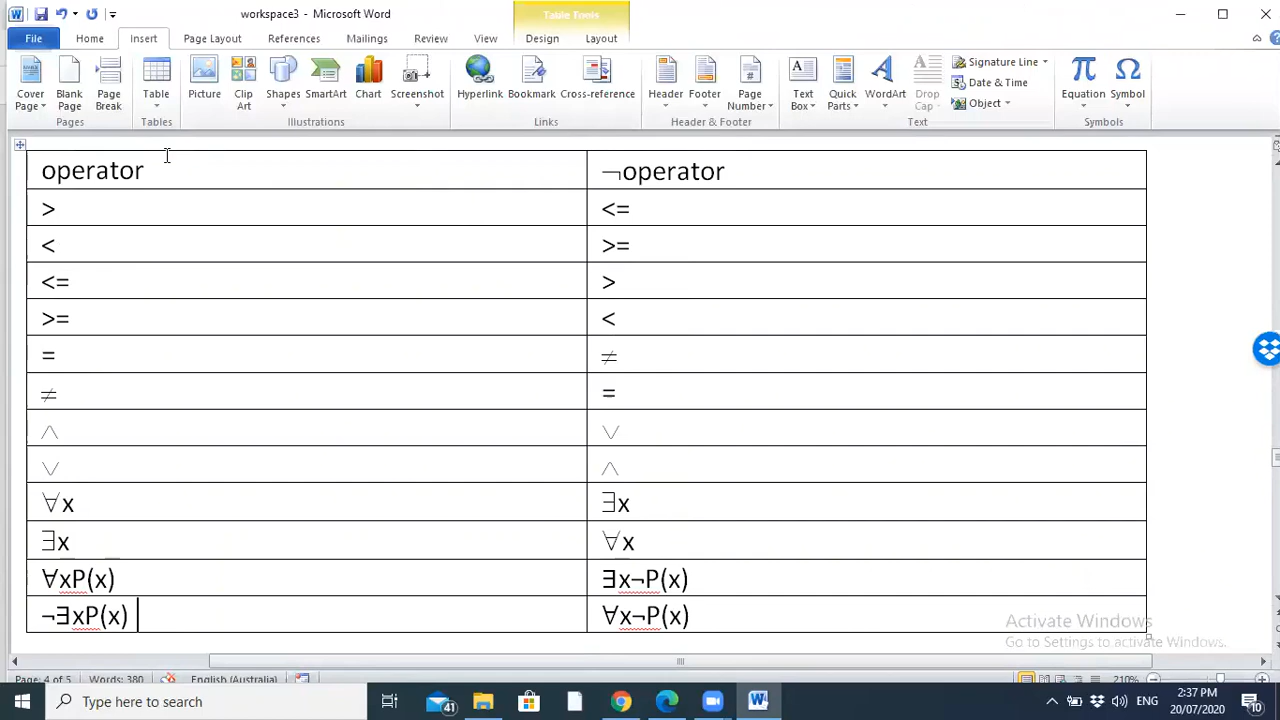 workspace3 - Microsoft Word
Table Tools
File Home Insert Page Layout References Mailings Review View Design Layout
Cover Page Blank Page Page Break Table Picture Clip Art Shapes SmartArt Chart Screenshot Hyperlink Bookmark Cross-reference Header Footer Page Number Text Box Quick Parts WordArt Drop Cap Signature Line Date & Time Object Equation Symbol
Pages Tables Illustrations Links Header & Footer Text Symbols
operator ¬operator
> <=
< >=
<= >
>= <
= ≠
≠ =
∧ ∨
∨ ∧
∀x ∃x
∃x ∀x
∀xP(x) ∃x¬P(x)
¬∃xP(x) ∀x¬P(x)
Activate Windows
Go to Settings to activate Windows.
Page: 4 of 5 Words: 380 English (Australia) 210%
Type here to search 41 ENG 2:37 PM 20/07/2020 10